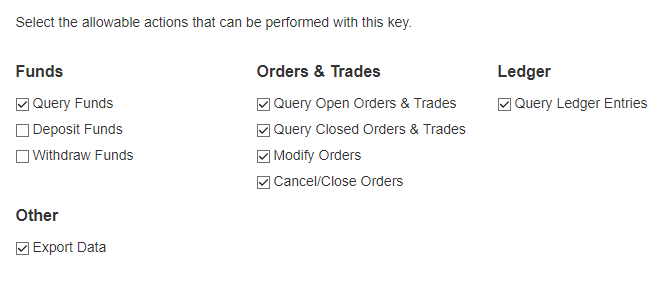 Select the allowable actions that can be performed with this key.
Funds
Query Funds
Deposit Funds
Withdraw Funds
Orders & Trades
Query Open Orders & Trades
Query Closed Orders & Trades
Modify Orders
Cancel/Close Orders
Ledger
Query Ledger Entries
Other
Export Data